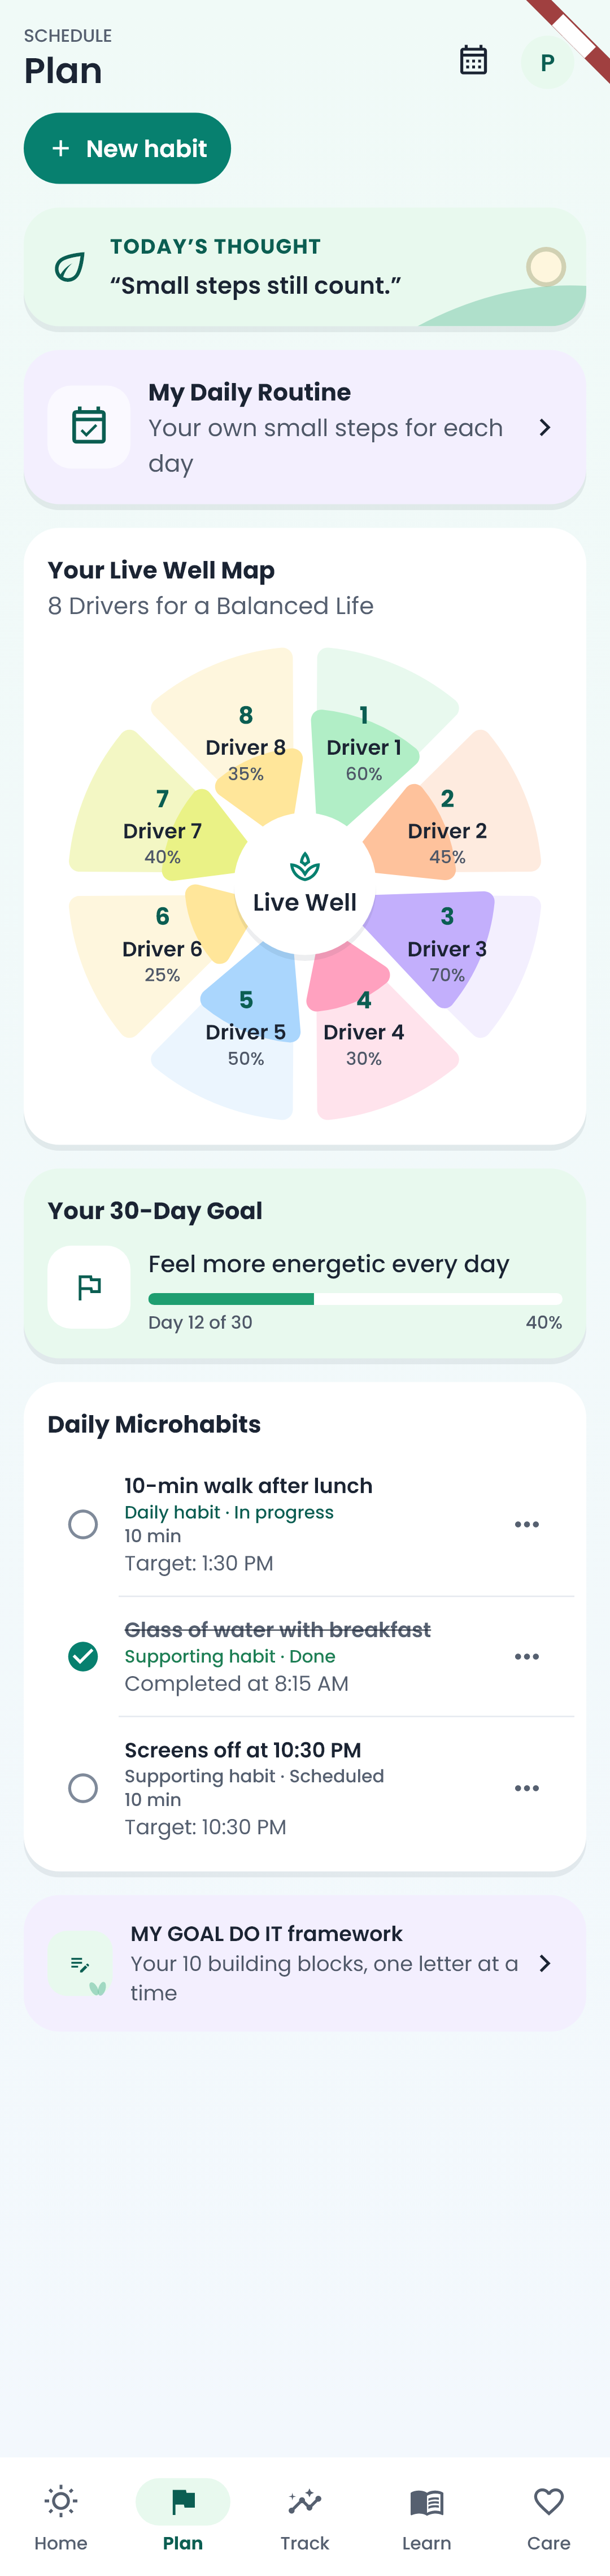 SCHEDULE
Plan
P
+ New habit
TODAY'S THOUGHT
“Small steps still count.”
My Daily Routine
Your own small steps for each
day
Your Live Well Map
8 Drivers for a Balanced Life
8
Driver 8
35%
1
Driver 1
60%
7
Driver 7
40%
2
Driver 2
45%
Live Well
6
Driver 6
25%
3
Driver 3
70%
5
Driver 5
50%
4
Driver 4
30%
Your 30-Day Goal
Feel more energetic every day
Day 12 of 30
40%
Daily Microhabits
10-min walk after lunch
Daily habit · In progress
10 min
Target: 1:30 PM
Glass of water with breakfast
Supporting habit · Done
Completed at 8:15 AM
Screens off at 10:30 PM
Supporting habit · Scheduled
10 min
Target: 10:30 PM
MY GOAL DO IT framework
Your 10 building blocks, one letter at a
time
Home
Plan
Track
Learn
Care